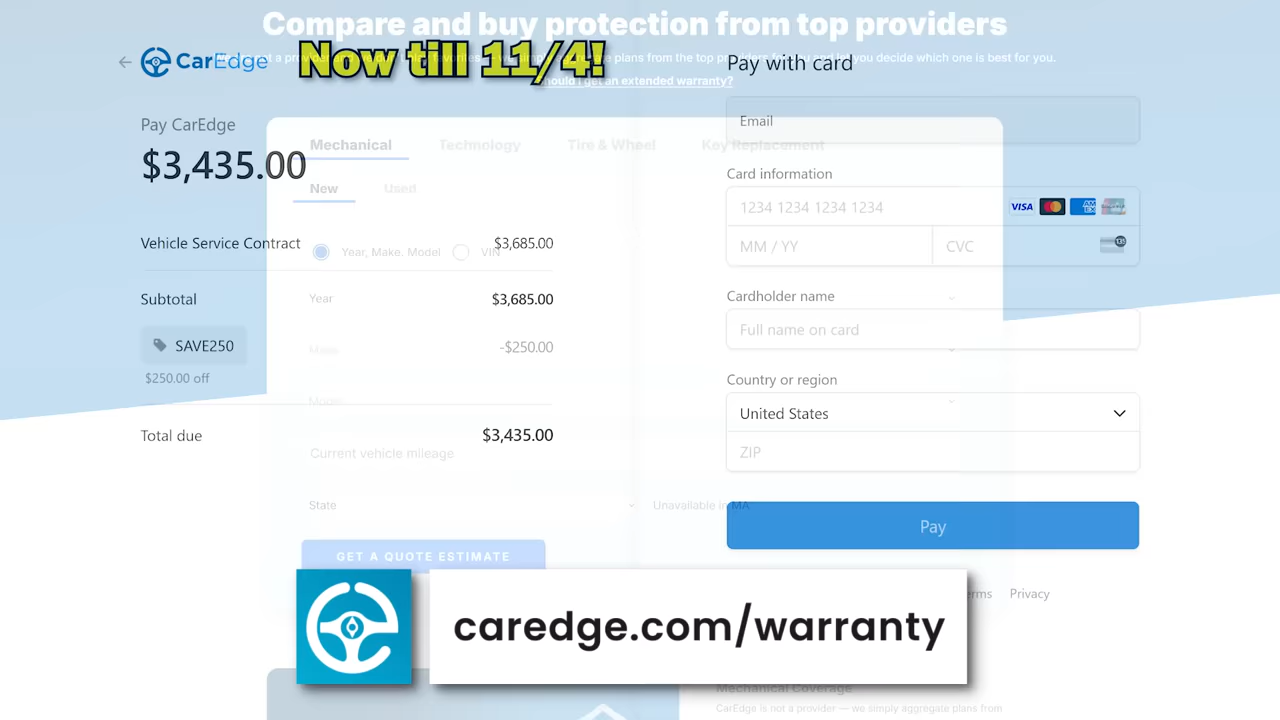 Compare and buy protection from top providers
CarEdge
Now till 11/4!
Should I get an extended warranty?
Pay with card
Pay CarEdge
$3,435.00
Email
Mechanical
Technology
Tire & Wheel
Key Replacement
New
Used
Card information
1234 1234 1234 1234
VISA
MM / YY
CVC
Vehicle Service Contract
$3,685.00
Year, Make. Model
VIN
Subtotal
$3,685.00
Year
Cardholder name
Full name on card
SAVE250
-$250.00
Make
$250.00 off
Country or region
United States
Model
Total due
$3,435.00
Current vehicle mileage
ZIP
State
Unavailable in MA
Pay
GET A QUOTE ESTIMATE
Privacy
caredge.com/warranty
Mechanical Coverage
CarEdge is not a provider — we simply aggregate plans from